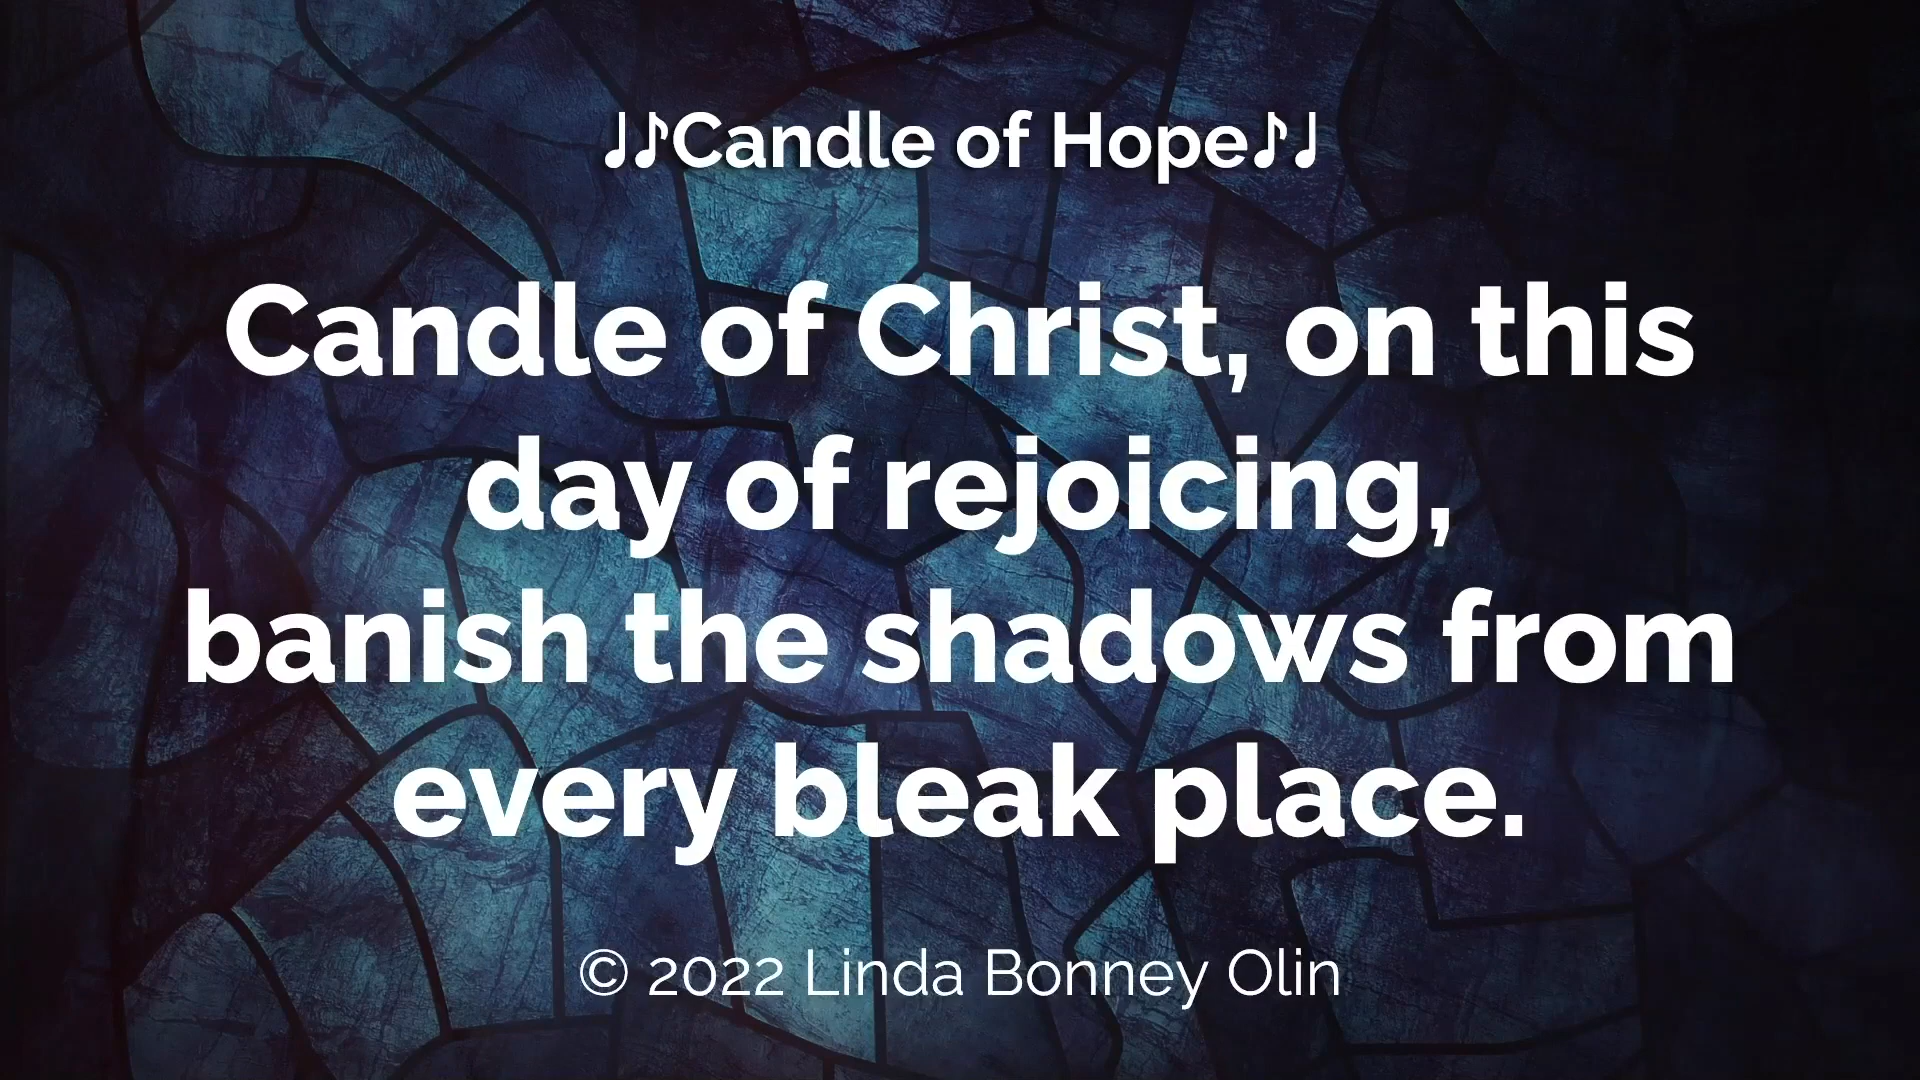 ♩♪Candle of Hope♪♩
Candle of Christ, on this
day of rejoicing,
banish the shadows from
every bleak place.
© 2022 Linda Bonney Olin